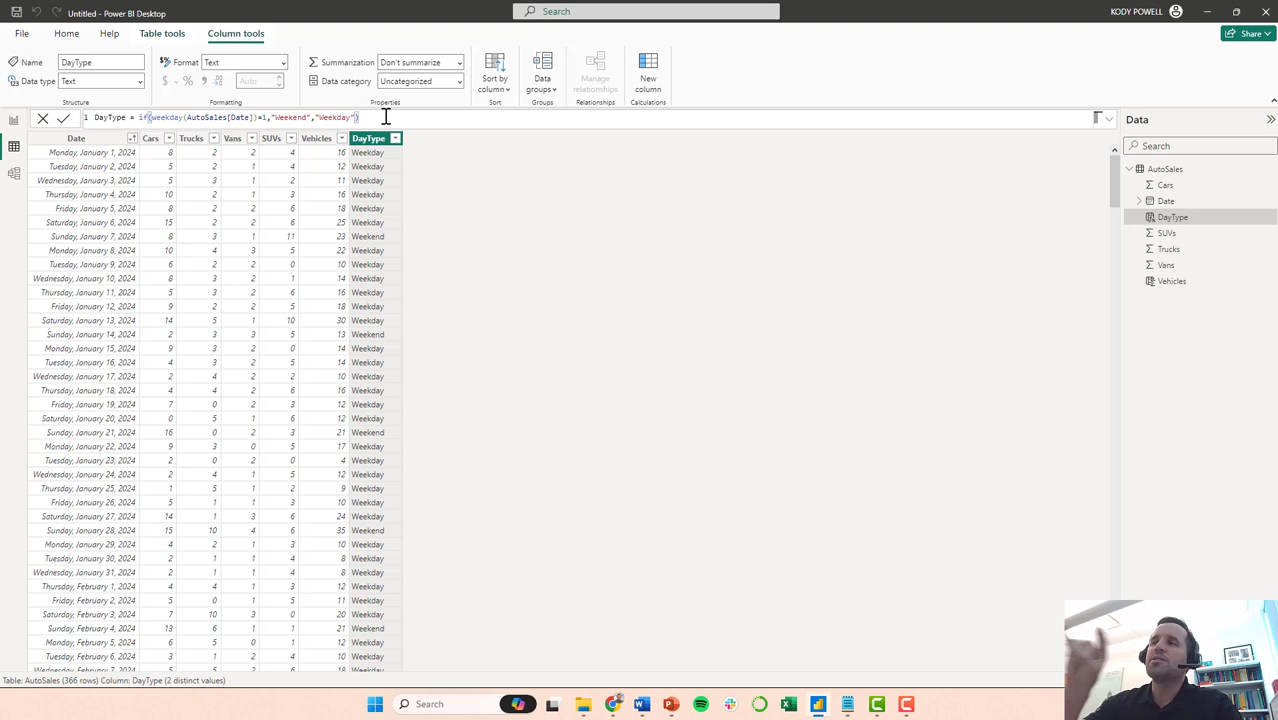 Untitled - Power BI Desktop
Search
KODY POWELL
File
Home
Help
Table tools
Column tools
Share
Name
DayType
Format
Text
Summarization
Don't summarize
Data type
Text
Auto
Data category
Uncategorized
Sort by column
Data groups
Manage relationships
New column
Structure
Formatting
Properties
Sort
Groups
Relationships
Calculations
1 DayType = if(weekday(AutoSales[Date])=1,"Weekend","Weekday")
Date Cars Trucks Vans SUVs Vehicles DayType
Monday, January 1, 2024 8 2 2 4 16 Weekday
Tuesday, January 2, 2024 5 2 1 4 12 Weekday
Wednesday, January 3, 2024 5 3 1 2 11 Weekday
Thursday, January 4, 2024 10 2 1 3 16 Weekday
Friday, January 5, 2024 8 2 2 6 18 Weekday
Saturday, January 6, 2024 15 2 2 6 25 Weekday
Sunday, January 7, 2024 8 3 1 11 23 Weekend
Monday, January 8, 2024 10 4 3 5 22 Weekday
Tuesday, January 9, 2024 6 2 2 0 10 Weekday
Wednesday, January 10, 2024 8 3 2 1 14 Weekday
Thursday, January 11, 2024 5 3 2 6 16 Weekday
Friday, January 12, 2024 9 2 2 5 18 Weekday
Saturday, January 13, 2024 14 5 1 10 30 Weekday
Sunday, January 14, 2024 2 3 3 5 13 Weekend
Monday, January 15, 2024 9 3 2 0 14 Weekday
Tuesday, January 16, 2024 4 3 2 5 14 Weekday
Wednesday, January 17, 2024 2 4 2 2 10 Weekday
Thursday, January 18, 2024 4 4 2 6 16 Weekday
Friday, January 19, 2024 7 0 2 3 12 Weekday
Saturday, January 20, 2024 0 5 1 6 12 Weekday
Sunday, January 21, 2024 16 0 2 3 21 Weekend
Monday, January 22, 2024 9 3 0 5 17 Weekday
Tuesday, January 23, 2024 2 0 2 0 4 Weekday
Wednesday, January 24, 2024 2 4 1 5 12 Weekday
Thursday, January 25, 2024 1 5 1 2 9 Weekday
Friday, January 26, 2024 5 1 1 3 10 Weekday
Saturday, January 27, 2024 14 1 3 6 24 Weekday
Sunday, January 28, 2024 15 10 4 6 35 Weekend
Monday, January 29, 2024 4 2 1 3 10 Weekday
Tuesday, January 30, 2024 2 1 1 4 8 Weekday
Wednesday, January 31, 2024 2 1 1 4 8 Weekday
Thursday, February 1, 2024 4 4 1 3 12 Weekday
Friday, February 2, 2024 5 0 1 5 11 Weekday
Saturday, February 3, 2024 7 10 3 0 20 Weekday
Sunday, February 4, 2024 13 6 1 1 21 Weekend
Monday, February 5, 2024 6 5 0 1 12 Weekday
Tuesday, February 6, 2024 3 1 2 4 10 Weekday
Wednesday, February 7, 2024 5 5 2 6 18 Weekday
Data
Search
AutoSales
Cars
Date
DayType
SUVs
Trucks
Vans
Vehicles
Table: AutoSales (366 rows) Column: DayType (2 distinct values)
Search